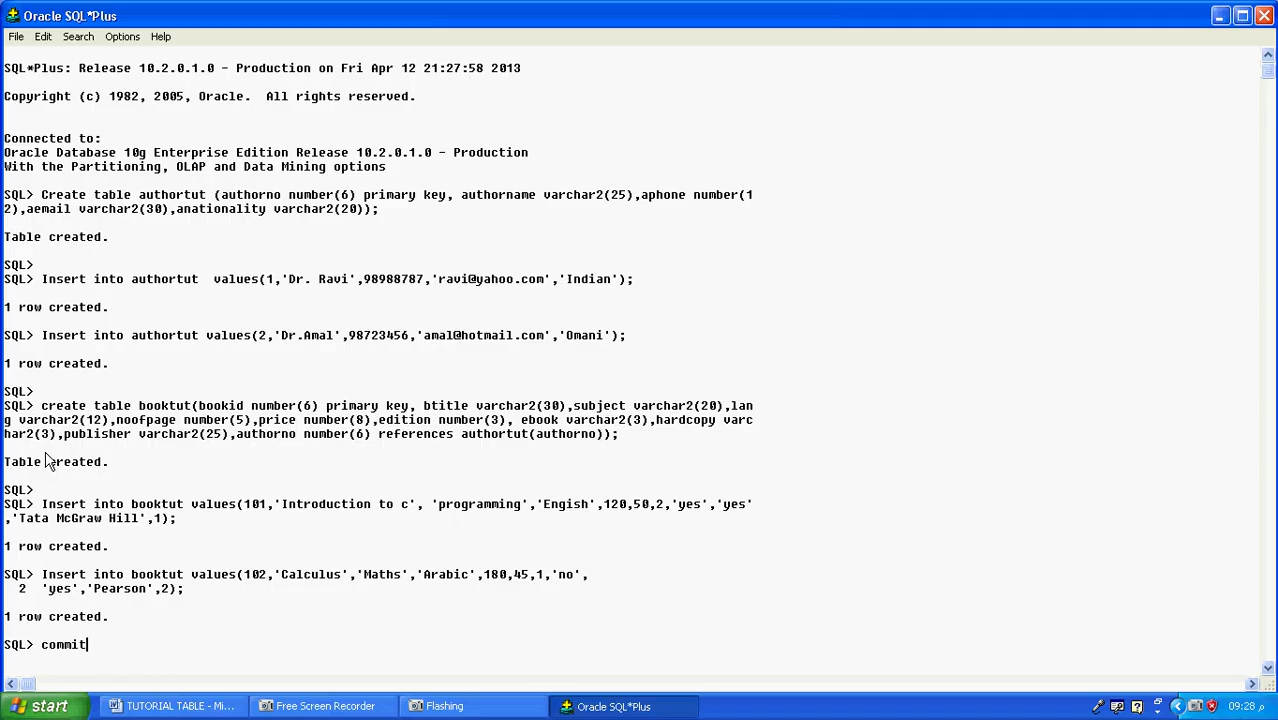 Oracle SQL*Plus
File Edit Search Options Help
SQL*Plus: Release 10.2.0.1.0 - Production on Fri Apr 12 21:27:58 2013
Copyright (c) 1982, 2005, Oracle.  All rights reserved.
Connected to:
Oracle Database 10g Enterprise Edition Release 10.2.0.1.0 - Production
With the Partitioning, OLAP and Data Mining options
SQL> Create table authortut (authorno number(6) primary key, authorname varchar2(25),aphone number(1
2),aemail varchar2(30),anationality varchar2(20));
Table created.
SQL>
SQL> Insert into authortut  values(1,'Dr. Ravi',98988787,'ravi@yahoo.com','Indian');
1 row created.
SQL> Insert into authortut values(2,'Dr.Amal',98723456,'amal@hotmail.com','Omani');
1 row created.
SQL>
SQL> create table booktut(bookid number(6) primary key, btitle varchar2(30),subject varchar2(20),lan
g varchar2(12),noofpage number(5),price number(8),edition number(3), ebook varchar2(3),hardcopy varc
har2(3),publisher varchar2(25),authorno number(6) references authortut(authorno));
Table created.
SQL>
SQL> Insert into booktut values(101,'Introduction to c', 'programming','Engish',120,50,2,'yes','yes'
,'Tata McGraw Hill',1);
1 row created.
SQL> Insert into booktut values(102,'Calculus','Maths','Arabic',180,45,1,'no',
2  'yes','Pearson',2);
1 row created.
SQL> commit
start TUTORIAL TABLE - Mi... Free Screen Recorder Flashing Oracle SQL*Plus 09:28 م